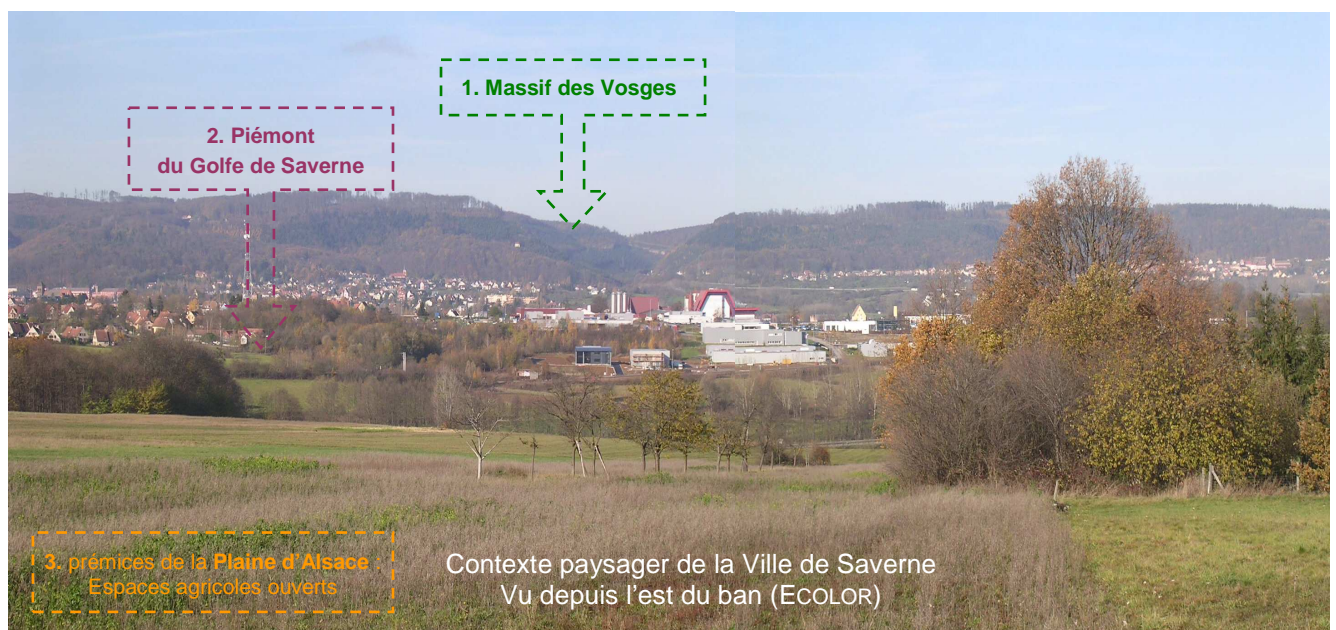 1. Massif des Vosges
2. Piémont
du Golfe de Saverne
3. prémices de la Plaine d'Alsace
Espaces agricoles ouverts
Contexte paysager de la Ville de Saverne
Vu depuis l'est du ban (ECOLOR)